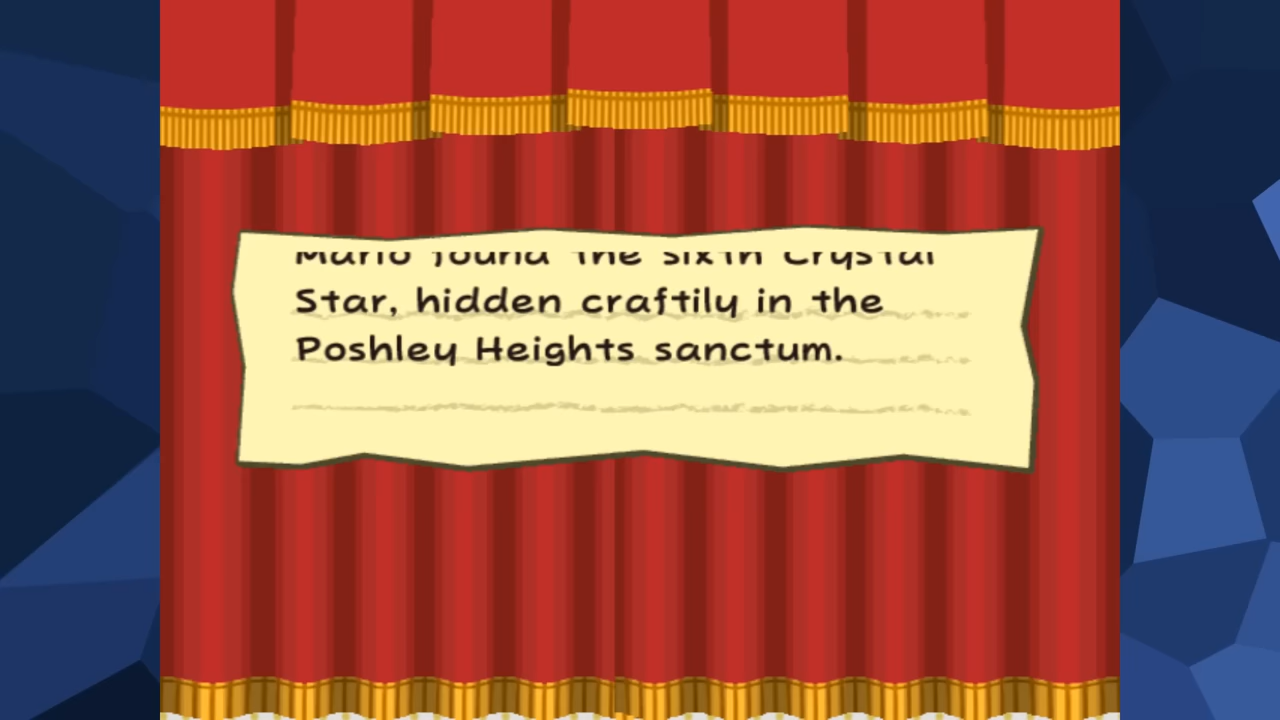 Mario found the sixth Crystal
Star, hidden craftily in the
Poshley Heights sanctum.